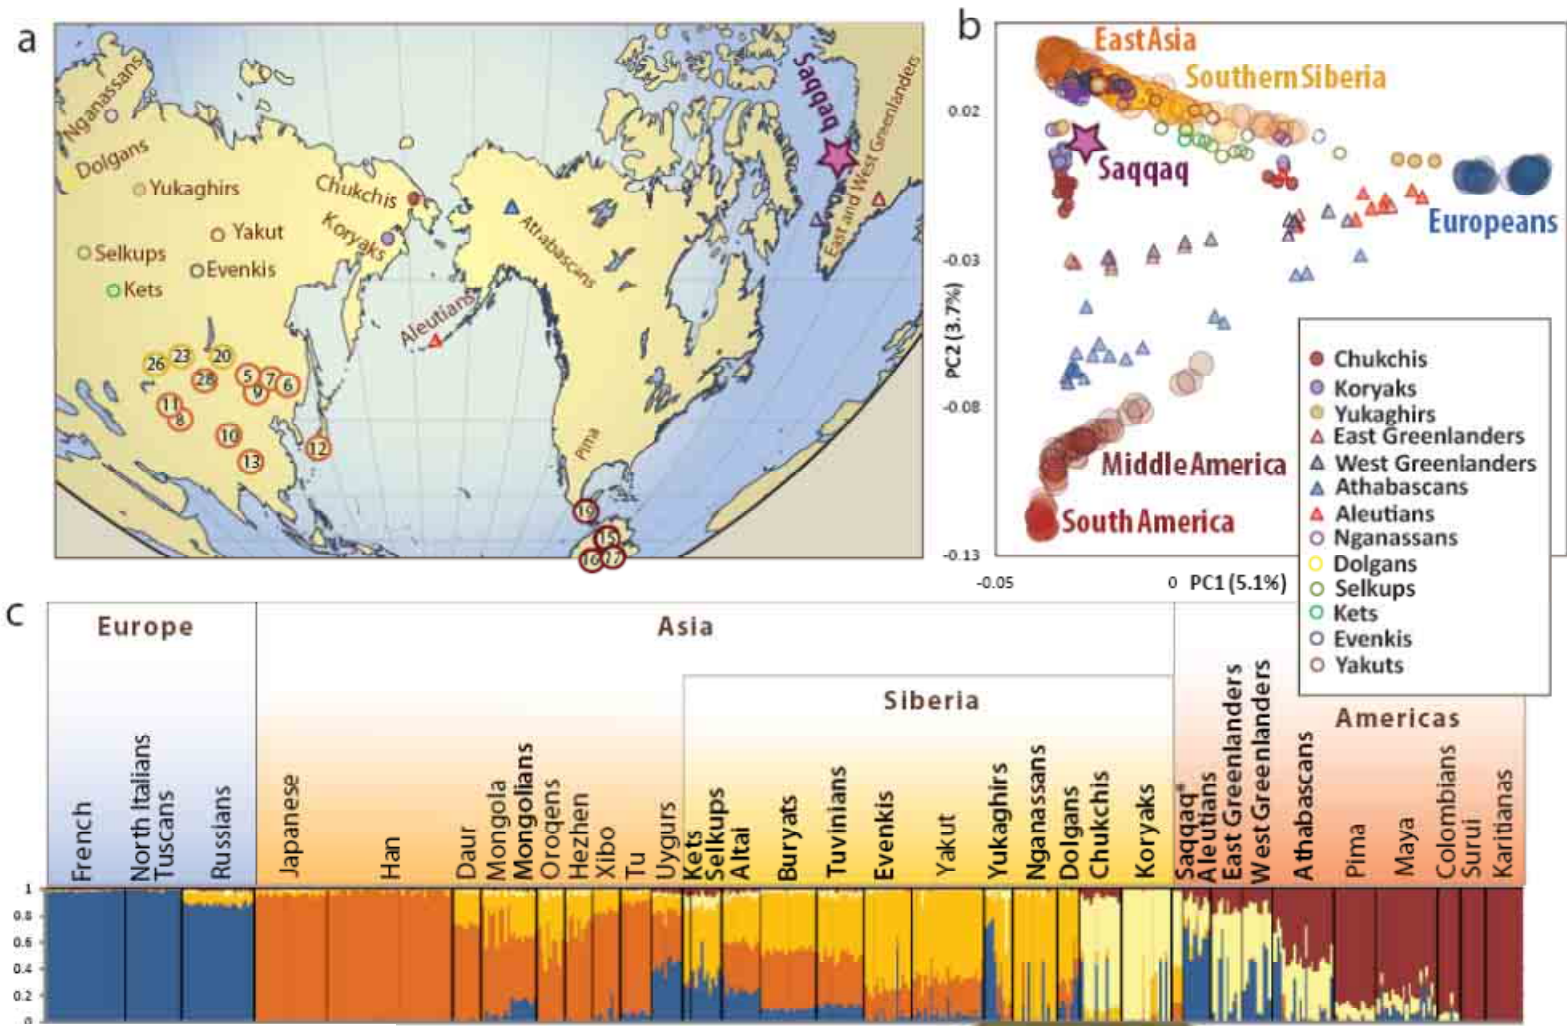 a
Nganassans
Dolgans
Yukaghirs
Chukchis
Koryaks
Yakut
Selkups
Evenkis
Kets
Athabascans
Aleutians
Saqqaq
East and West Greenlanders
26
23
20
28
5
7
6
9
11
8
10
13
12
Pima
19
15
16
27
b
East Asia
Southern Siberia
Saqqaq
Europeans
Middle America
South America
0.02
-0.03
-0.08
-0.13
PC2 (3.7%)
-0.05
0
PC1 (5.1%)
Chukchis
Koryaks
Yukaghirs
East Greenlanders
West Greenlanders
Athabascans
Aleutians
Nganassans
Dolgans
Selkups
Kets
Evenkis
Yakuts
c
Europe
Asia
Siberia
Americas
French
North Italians
Tuscans
Russians
Japanese
Han
Daur
Mongola
Mongolians
Oroqens
Hezhen
Xibo
Tu
Uygurs
Kets
Selkups
Altai
Buryats
Tuvinians
Evenkis
Yakut
Yukaghirs
Nganassans
Dolgans
Chukchis
Koryaks
Saqqaq*
Aleutians
East Greenlanders
West Greenlanders
Athabascans
Pima
Maya
Colombians
Surui
Karitianas
1
0.8
0.6
0.4
0.2
0